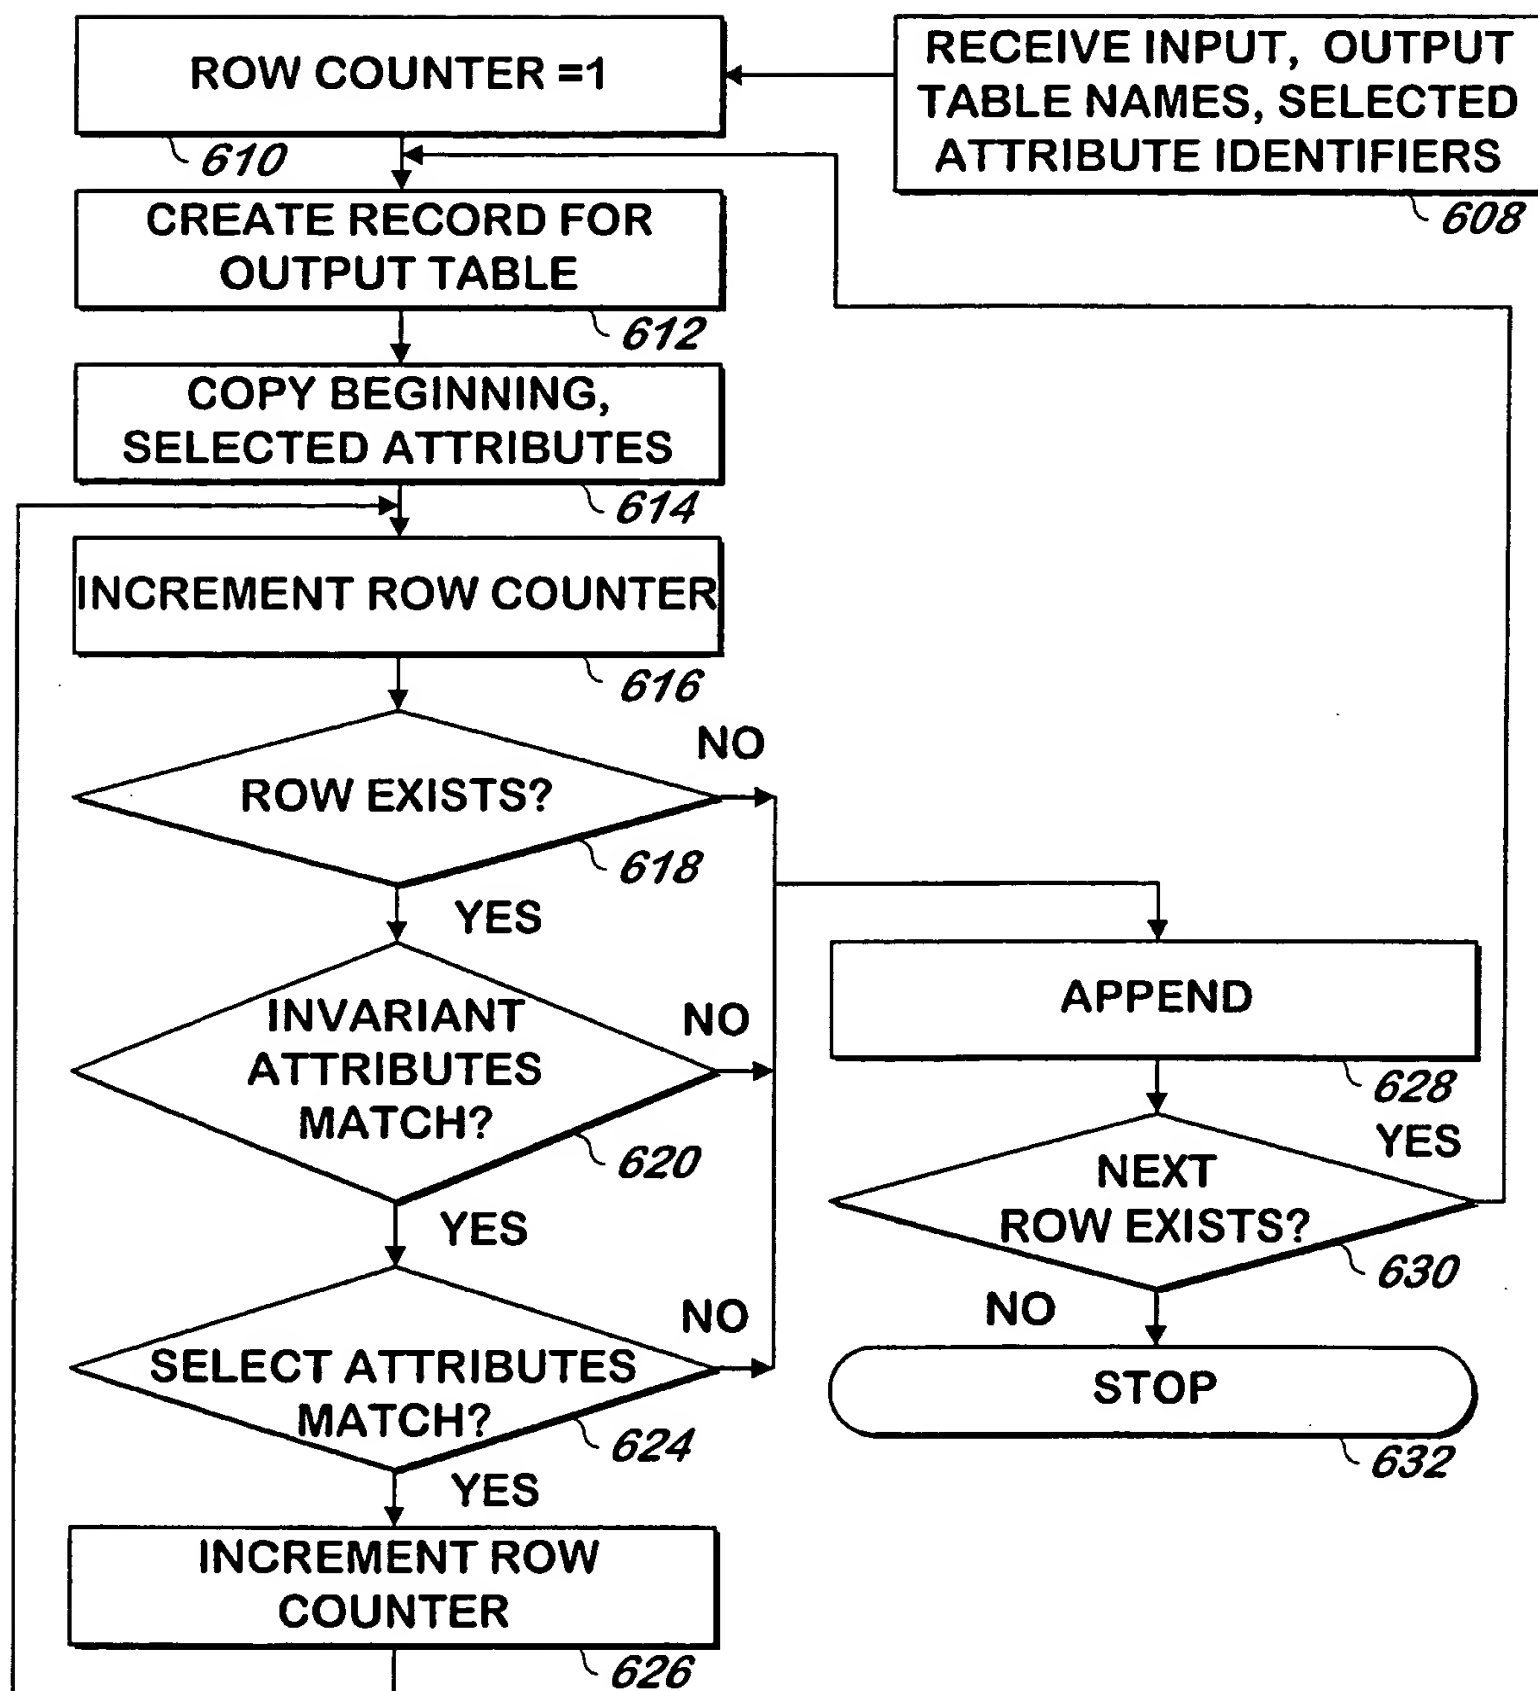 ROW COUNTER =1
610
RECEIVE INPUT, OUTPUT
TABLE NAMES, SELECTED
ATTRIBUTE IDENTIFIERS
608
CREATE RECORD FOR
OUTPUT TABLE
612
COPY BEGINNING,
SELECTED ATTRIBUTES
614
INCREMENT ROW COUNTER
616
ROW EXISTS?
NO
618
YES
INVARIANT
ATTRIBUTES
MATCH?
NO
620
YES
SELECT ATTRIBUTES
MATCH?
NO
624
YES
INCREMENT ROW
COUNTER
626
APPEND
628
NEXT
ROW EXISTS?
YES
630
NO
STOP
632